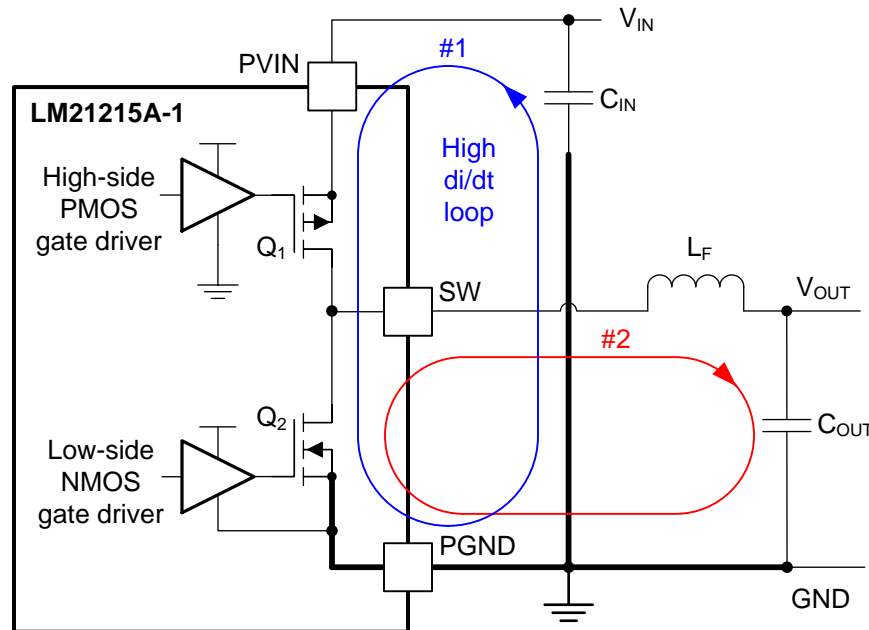 V_IN
#1
PVIN
C_IN
LM21215A-1
High
di/dt
loop
High-side
PMOS
gate driver
Q_1
L_F
SW
V_OUT
#2
Q_2
C_OUT
Low-side
NMOS
gate driver
PGND
GND